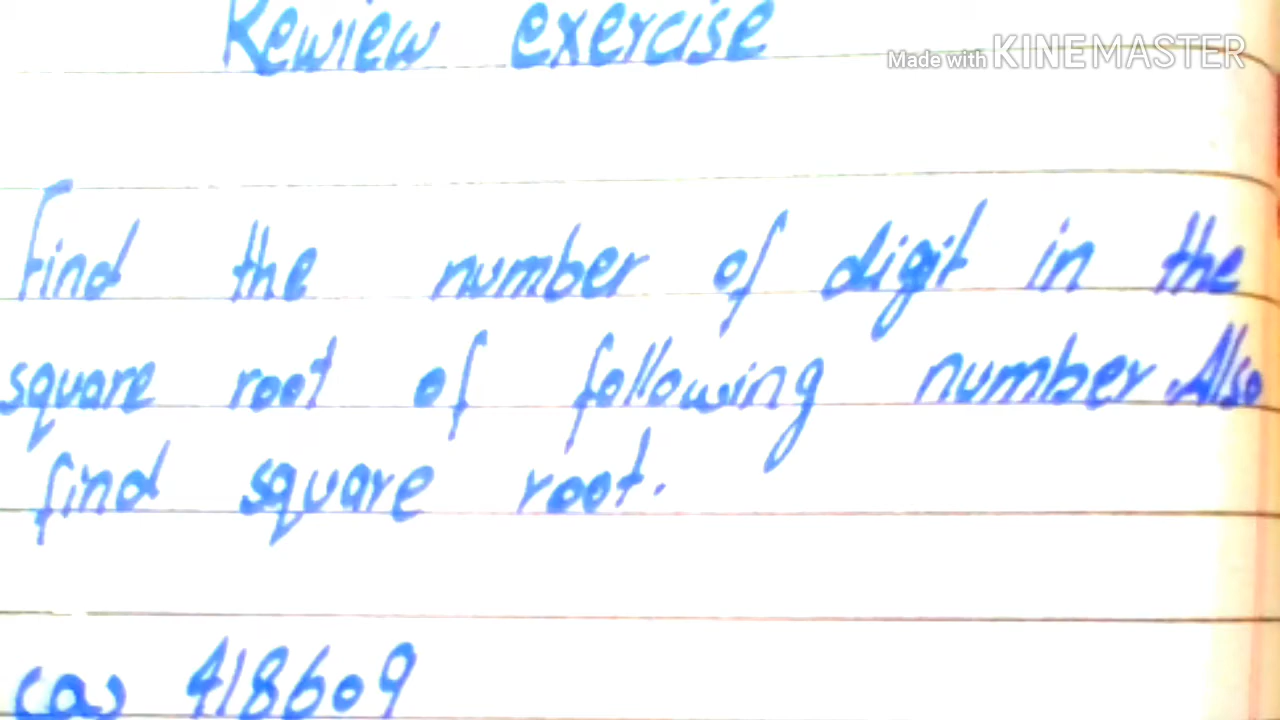 Rewiew exercise
Made with KINEMASTER
Find the number of digit in the
square root of following number. Also
find square root.
(a) 418609